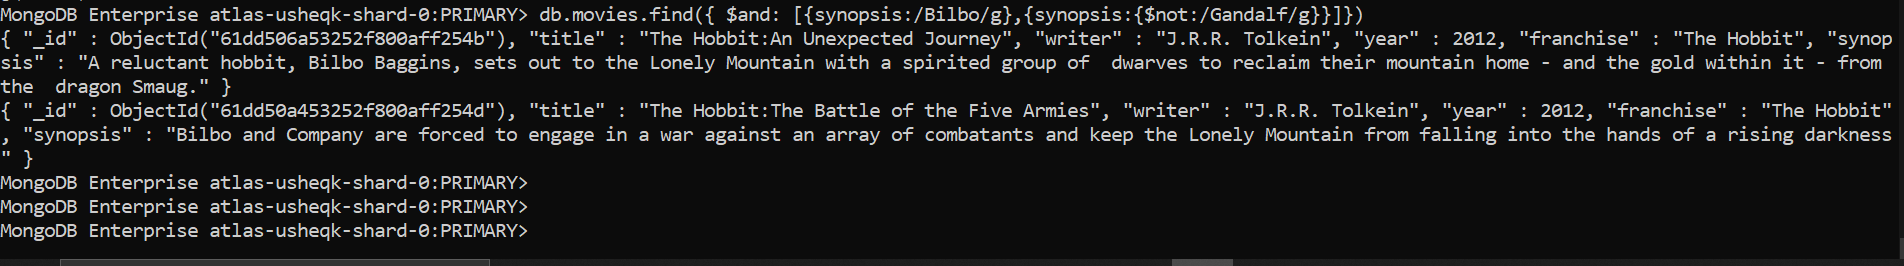 MongoDB Enterprise atlas-usheqk-shard-0:PRIMARY> db.movies.find({ $and: [{synopsis:/Bilbo/g},{synopsis:{$not:/Gandalf/g}}]})
{ "_id" : ObjectId("61dd506a53252f800aff254b"), "title" : "The Hobbit:An Unexpected Journey", "writer" : "J.R.R. Tolkein", "year" : 2012, "franchise" : "The Hobbit", "synop
sis" : "A reluctant hobbit, Bilbo Baggins, sets out to the Lonely Mountain with a spirited group of  dwarves to reclaim their mountain home - and the gold within it - from
the  dragon Smaug." }
{ "_id" : ObjectId("61dd50a453252f800aff254d"), "title" : "The Hobbit:The Battle of the Five Armies", "writer" : "J.R.R. Tolkein", "year" : 2012, "franchise" : "The Hobbit"
, "synopsis" : "Bilbo and Company are forced to engage in a war against an array of combatants and keep the Lonely Mountain from falling into the hands of a rising darkness
" }
MongoDB Enterprise atlas-usheqk-shard-0:PRIMARY>
MongoDB Enterprise atlas-usheqk-shard-0:PRIMARY>
MongoDB Enterprise atlas-usheqk-shard-0:PRIMARY>